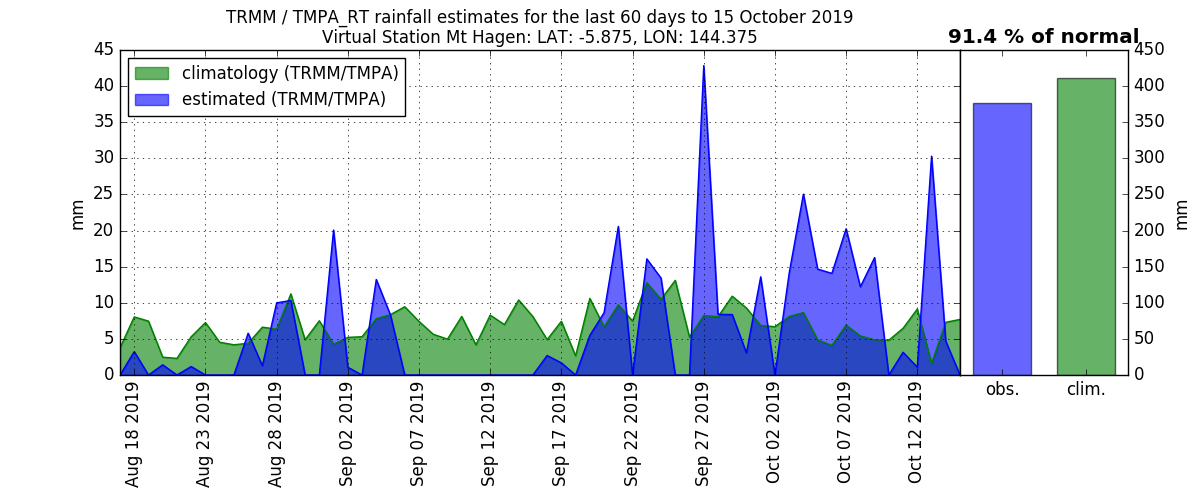 TRMM / TMPA_RT rainfall estimates for the last 60 days to 15 October 2019
Virtual Station Mt Hagen: LAT: -5.875, LON: 144.375
91.4 % of normal
climatology (TRMM/TMPA)
estimated (TRMM/TMPA)
mm
45
40
35
30
25
20
15
10
5
0
Aug 18 2019
Aug 23 2019
Aug 28 2019
Sep 02 2019
Sep 07 2019
Sep 12 2019
Sep 17 2019
Sep 22 2019
Sep 27 2019
Oct 02 2019
Oct 07 2019
Oct 12 2019
obs.
clim.
450
400
350
300
250
200
150
100
50
0
mm